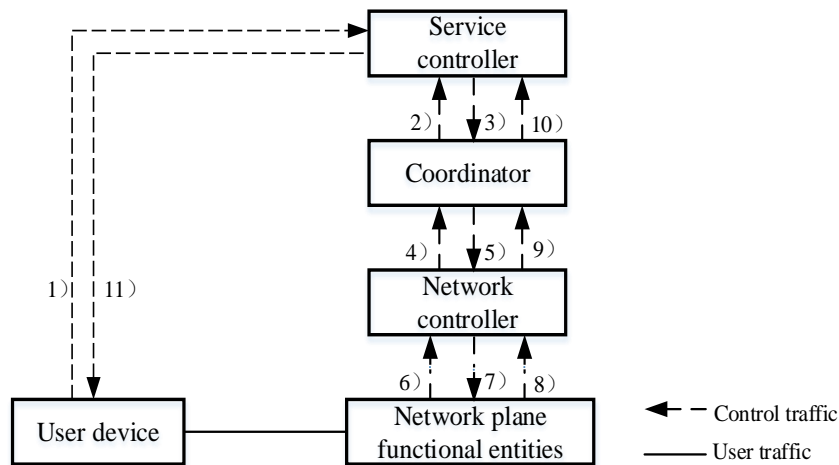 Service
controller
2）
3）
10）
Coordinator
4）
5）
9）
1）
11）
Network
controller
6）
7）
8）
User device
Network plane
functional entities
Control traffic
User traffic